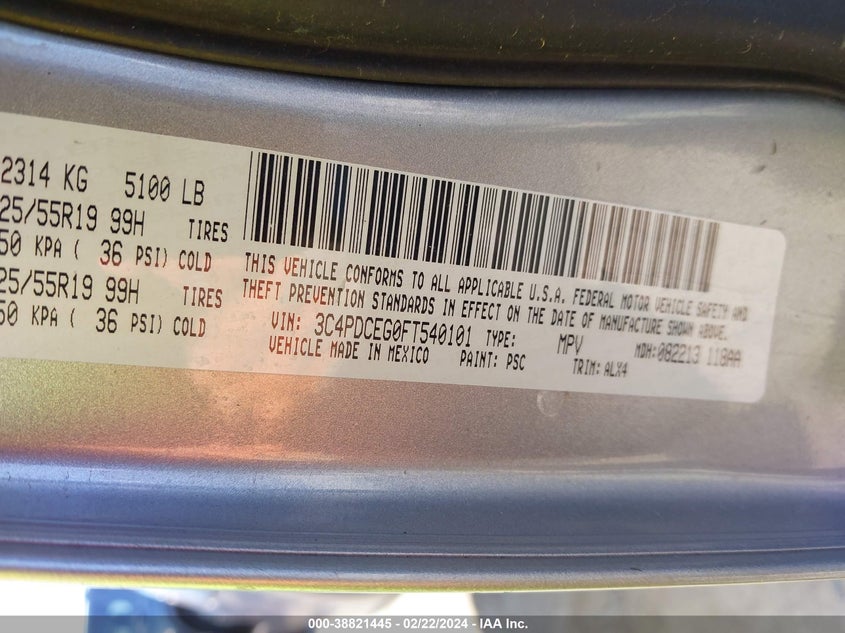 2314 KG 5100 LB
25/55R19 99H TIRES
50 KPA ( 36 PSI) COLD
25/55R19 99H TIRES
50 KPA ( 36 PSI) COLD
THIS VEHICLE CONFORMS TO ALL APPLICABLE U.S.A. FEDERAL MOTOR VEHICLE SAFETY AND
THEFT PREVENTION STANDARDS IN EFFECT ON THE DATE OF MANUFACTURE SHOWN ABOVE.
VIN: 3C4PDCEG0FT540101 TYPE: MPV MDH:082213 118AA
VEHICLE MADE IN MEXICO PAINT: PSC TRIM: ALX4
000-38821445 - 02/22/2024 - IAA Inc.